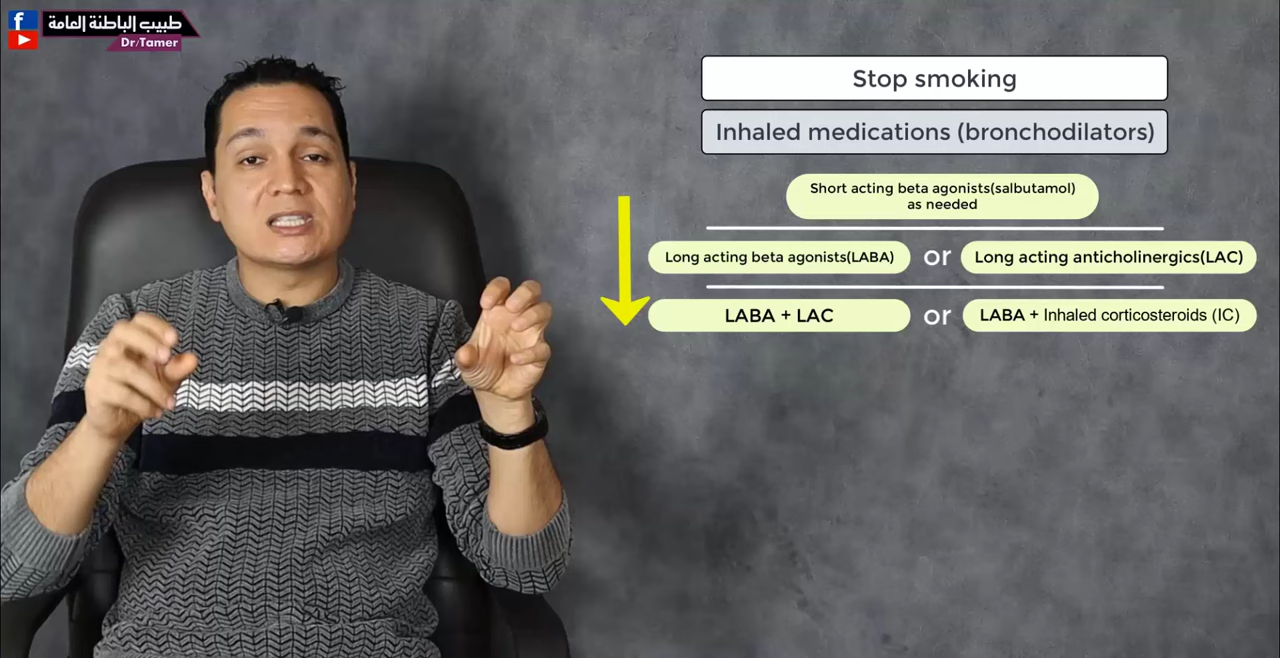 f
طبيب الباطنة العامة
Dr/Tamer
Stop smoking
Inhaled medications (bronchodilators)
Short acting beta agonists(salbutamol)
as needed
Long acting beta agonists(LABA) or Long acting anticholinergics(LAC)
LABA + LAC or LABA + Inhaled corticosteroids (IC)